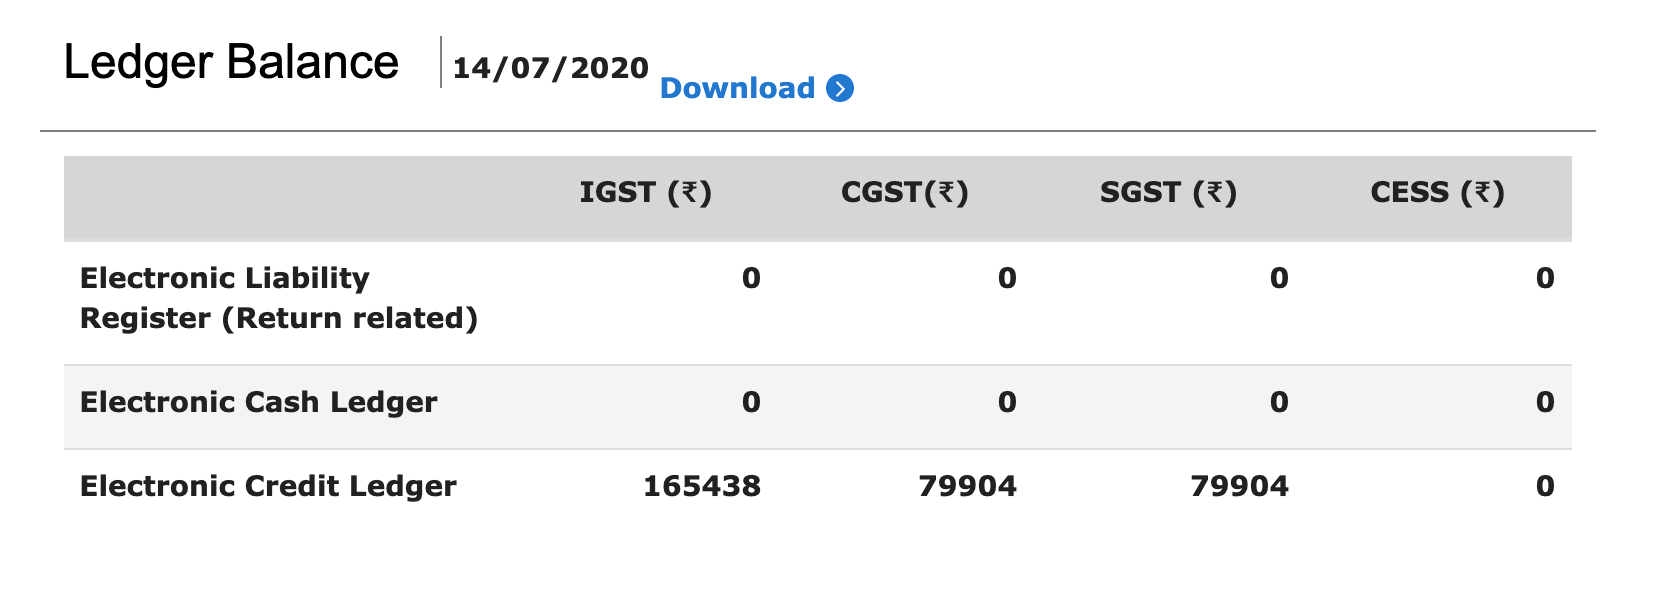 Ledger Balance 14/07/2020 Download
IGST (₹) CGST(₹) SGST (₹) CESS (₹)
Electronic Liability 0 0 0 0
Register (Return related)
Electronic Cash Ledger 0 0 0 0
Electronic Credit Ledger 165438 79904 79904 0